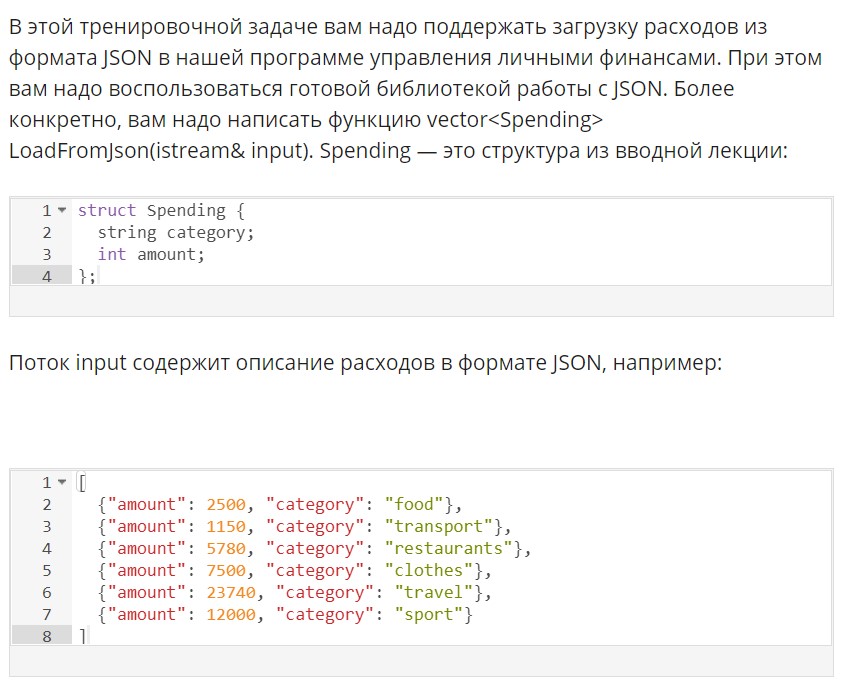 В этой тренировочной задаче вам надо поддержать загрузку расходов из
формата JSON в нашей программе управления личными финансами. При этом
вам надо воспользоваться готовой библиотекой работы с JSON. Более
конкретно, вам надо написать функцию vector<Spending>
LoadFromJson(istream& input). Spending — это структура из вводной лекции:
1 struct Spending {
2   string category;
3   int amount;
4 };
Поток input содержит описание расходов в формате JSON, например:
1 [
2   {"amount": 2500, "category": "food"},
3   {"amount": 1150, "category": "transport"},
4   {"amount": 5780, "category": "restaurants"},
5   {"amount": 7500, "category": "clothes"},
6   {"amount": 23740, "category": "travel"},
7   {"amount": 12000, "category": "sport"}
8 ]